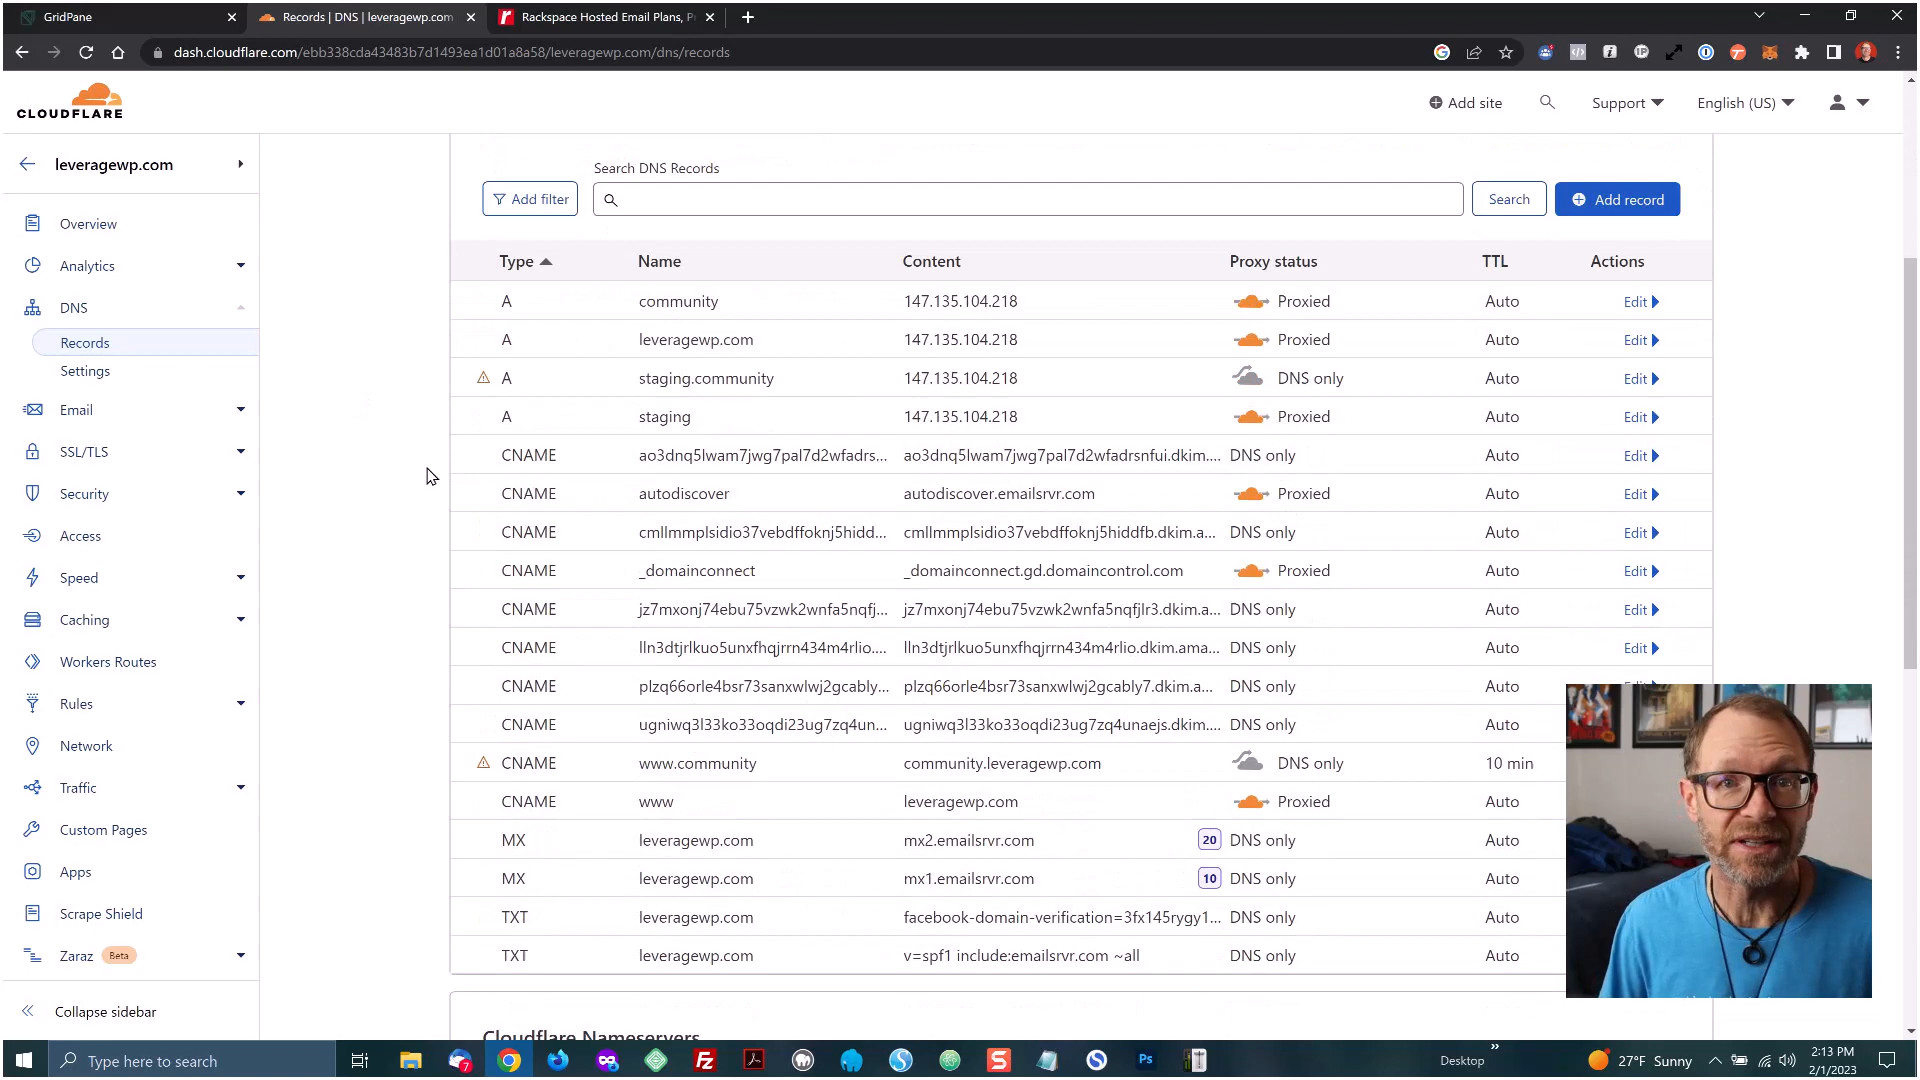 GridPane
Records | DNS | leveragewp.com
Rackspace Hosted Email Plans, P
dash.cloudflare.com/ebb338cda43483b7d1493ea1d01a8a58/leveragewp.com/dns/records
CLOUDFLARE
Add site
Support
English (US)
leveragewp.com
Overview
Analytics
DNS
Records
Settings
Email
SSL/TLS
Security
Access
Speed
Caching
Workers Routes
Rules
Network
Traffic
Custom Pages
Apps
Scrape Shield
Zaraz Beta
Collapse sidebar
Search DNS Records
Add filter
Search
Add record
Type Name Content Proxy status TTL Actions
A community 147.135.104.218 Proxied Auto Edit
A leveragewp.com 147.135.104.218 Proxied Auto Edit
A staging.community 147.135.104.218 DNS only Auto Edit
A staging 147.135.104.218 Proxied Auto Edit
CNAME ao3dnq5lwam7jwg7pal7d2wfadrs... ao3dnq5lwam7jwg7pal7d2wfadrsnfui.dkim.... DNS only Auto Edit
CNAME autodiscover autodiscover.emailsrvr.com Proxied Auto Edit
CNAME cmllmmplsidio37vebdffoknj5hidd... cmllmmplsidio37vebdffoknj5hiddfb.dkim.a... DNS only Auto Edit
CNAME _domainconnect _domainconnect.gd.domaincontrol.com Proxied Auto Edit
CNAME jz7mxonj74ebu75vzwk2wnfa5nqfj... jz7mxonj74ebu75vzwk2wnfa5nqfjlr3.dkim.a... DNS only Auto Edit
CNAME lln3dtjrlkuo5unxfhqjrrn434m4rlio.... lln3dtjrlkuo5unxfhqjrrn434m4rlio.dkim.ama... DNS only Auto Edit
CNAME plzq66orle4bsr73sanxwlwj2gcably... plzq66orle4bsr73sanxwlwj2gcably7.dkim.a... DNS only Auto
CNAME ugniwq3l33ko33oqdi23ug7zq4un... ugniwq3l33ko33oqdi23ug7zq4unaejs.dkim... DNS only Auto
CNAME www.community community.leveragewp.com DNS only 10 min
CNAME www leveragewp.com Proxied Auto
MX leveragewp.com mx2.emailsrvr.com 20 DNS only Auto
MX leveragewp.com mx1.emailsrvr.com 10 DNS only Auto
TXT leveragewp.com facebook-domain-verification=3fx145rygy1... DNS only Auto
TXT leveragewp.com v=spf1 include:emailsrvr.com ~all DNS only Auto
Cloudflare Nameservers
Type here to search
7
Ps
Desktop
27°F Sunny
2:13 PM
2/1/2023